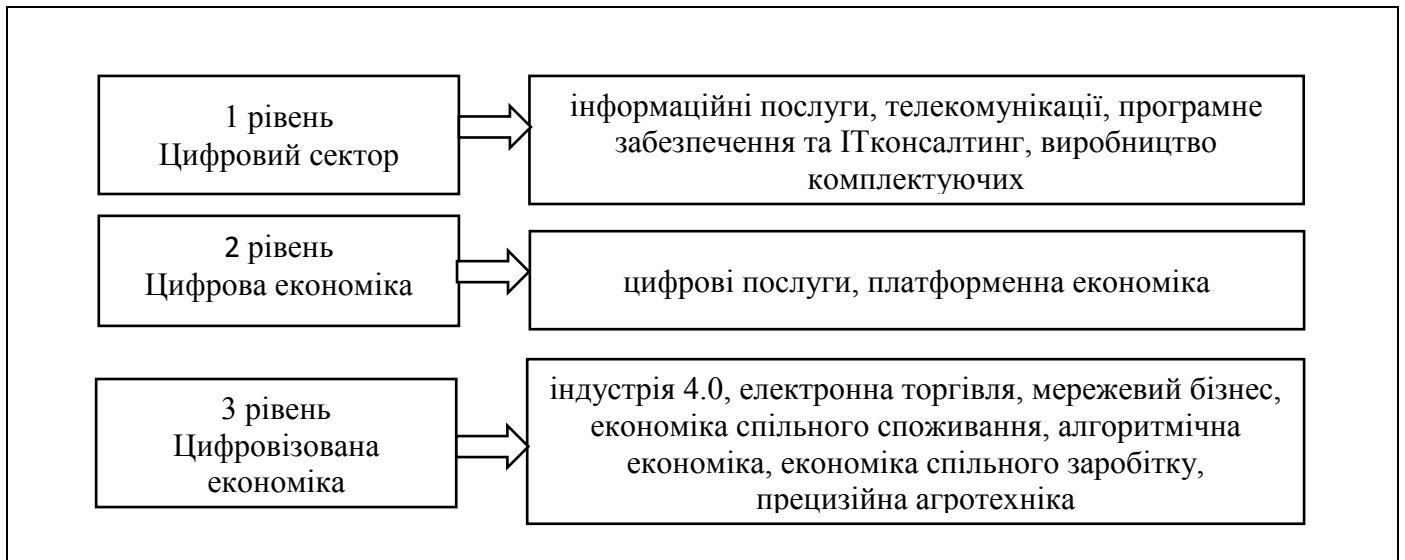 1 рівень
Цифровий сектор
інформаційні послуги, телекомунікації, програмне
забезпечення та ІТконсалтинг, виробництво
комплектуючих
2 рівень
Цифрова економіка
цифрові послуги, платформенна економіка
3 рівень
Цифровізована
економіка
індустрія 4.0, електронна торгівля, мережевий бізнес,
економіка спільного споживання, алгоритмічна
економіка, економіка спільного заробітку,
прецизійна агротехніка